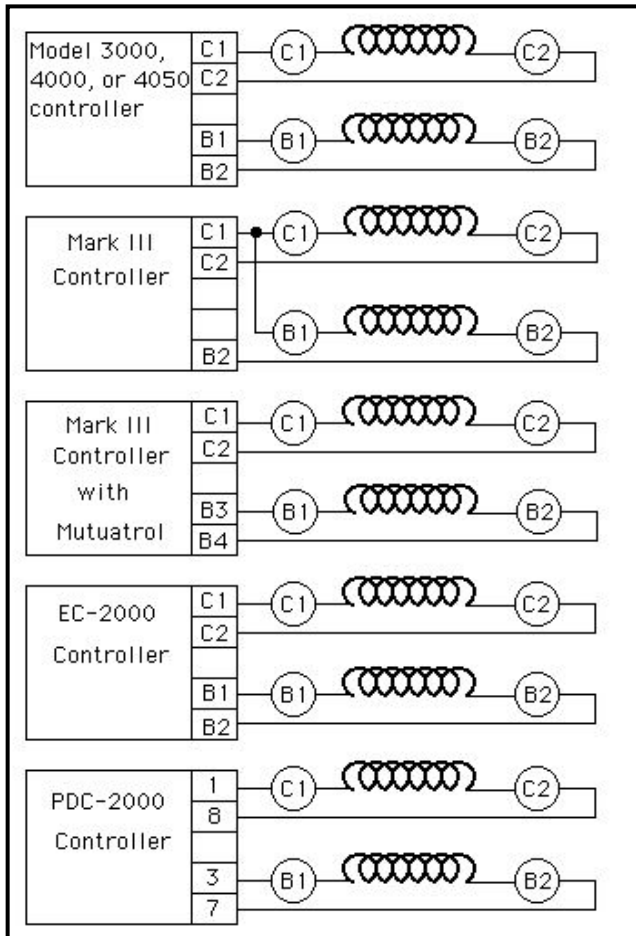 Model 3000,
4000, or 4050
controller
C1
C2
B1
B2
C1
C2
B1
B2
Mark III
Controller
C1
C2
B2
C1
C2
B1
B2
Mark III
Controller
with
Mutuatrol
C1
C2
B3
B4
C1
C2
B1
B2
EC-2000
Controller
C1
C2
B1
B2
C1
C2
B1
B2
PDC-2000
Controller
1
8
3
7
C1
C2
B1
B2